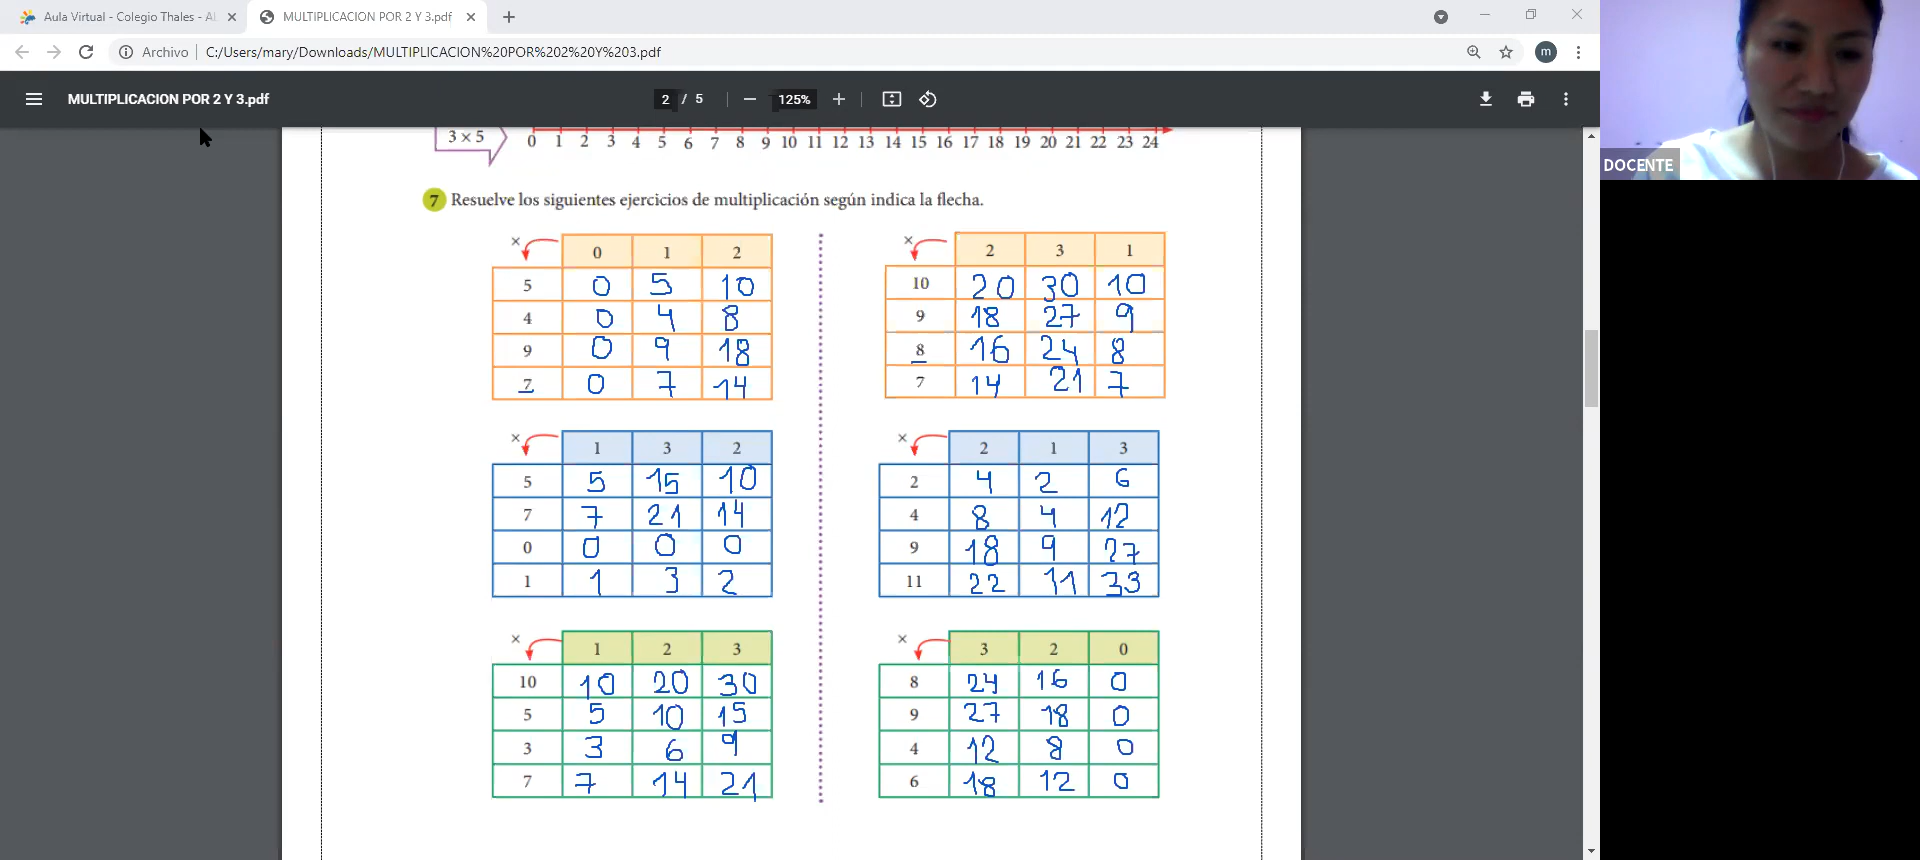 Aula Virtual - Colegio Thales - AL
MULTIPLICACION POR 2 Y 3.pdf
Archivo
C:/Users/mary/Downloads/MULTIPLICACION%20POR%202%20Y%203.pdf
m
MULTIPLICACION POR 2 Y 3.pdf
2 / 5
125%
DOCENTE
3 × 5
0 1 2 3 4 5 6 7 8 9 10 11 12 13 14 15 16 17 18 19 20 21 22 23 24
7 Resuelve los siguientes ejercicios de multiplicación según indica la flecha.
× 0 1 2
5 0 5 10
4 0 4 8
9 0 9 18
7 0 7 14
× 2 3 1
10 20 30 10
9 18 27 9
8 16 24 8
7 14 21 7
× 1 3 2
5 5 15 10
7 7 21 14
0 0 0 0
1 1 3 2
× 2 1 3
2 4 2 6
4 8 4 12
9 18 9 27
11 22 11 33
× 1 2 3
10 10 20 30
5 5 10 15
3 3 6 9
7 7 14 21
× 3 2 0
8 24 16 0
9 27 18 0
4 12 8 0
6 18 12 0